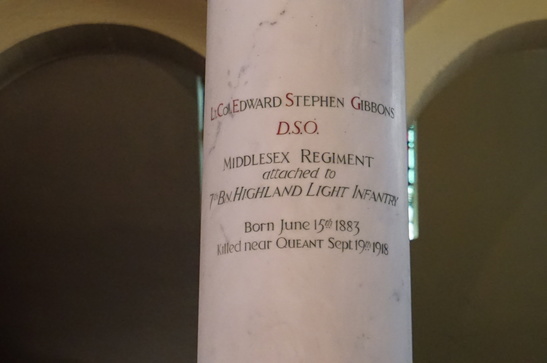 Lt Col. Edward Stephen Gibbons
D.S.O.
Middlesex Regiment
attached to
7th Bn. Highland Light Infantry
Born June 15th 1883
Killed near Queant Sept 19th 1918